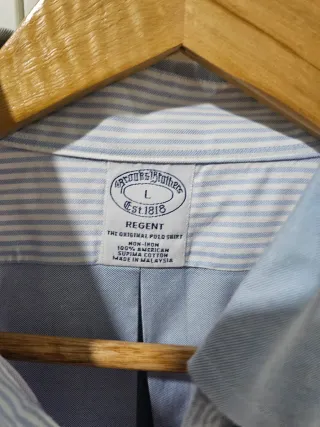 Brooks Brothers
L
Est. 1818
REGENT
THE ORIGINAL POLO SHIRT
NON-IRON
100% AMERICAN
SUPIMA COTTON
MADE IN MALAYSIA